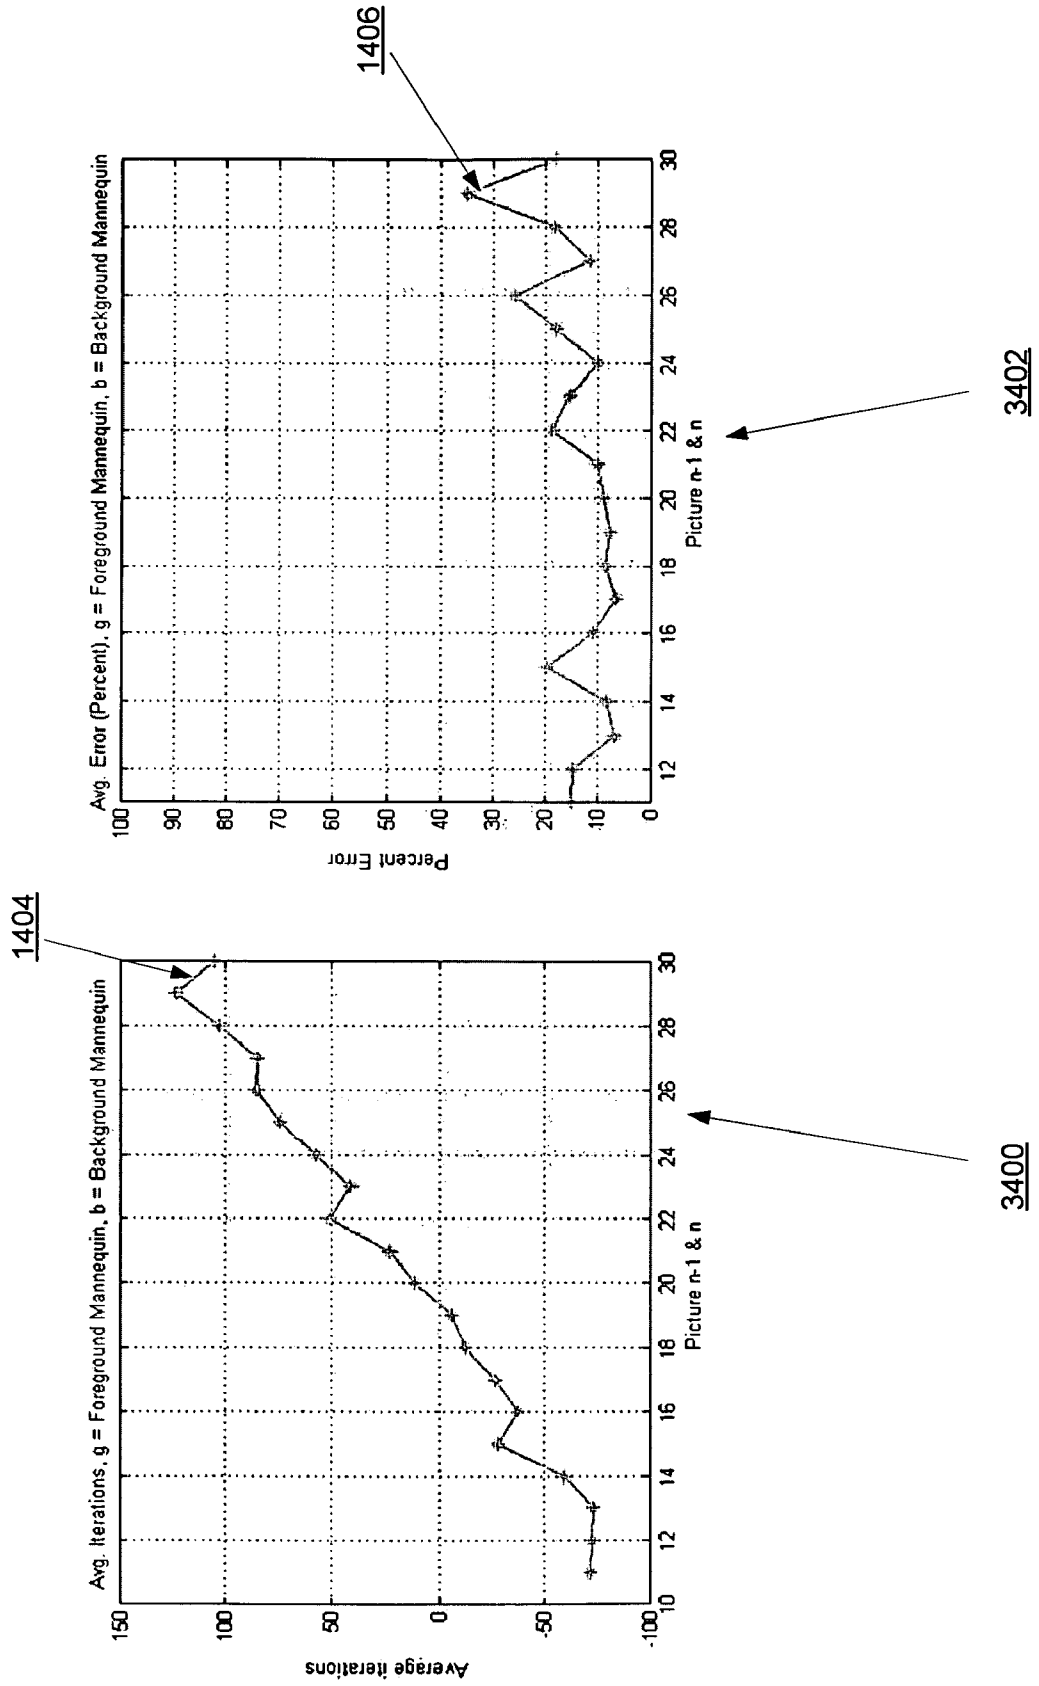 1404
Avg. Iterations, g = Foreground Mannequin, b = Background Mannequin
150
100
50
0
-50
-100
Average iterations
10 12 14 16 18 20 22 24 26 28 30
Picture n-1 & n
3400
1406
Avg. Error (Percent), g = Foreground Mannequin, b = Background Mannequin
100
90
80
70
60
50
40
30
20
10
0
Percent Error
12 14 16 18 20 22 24 26 28 30
Picture n-1 & n
3402